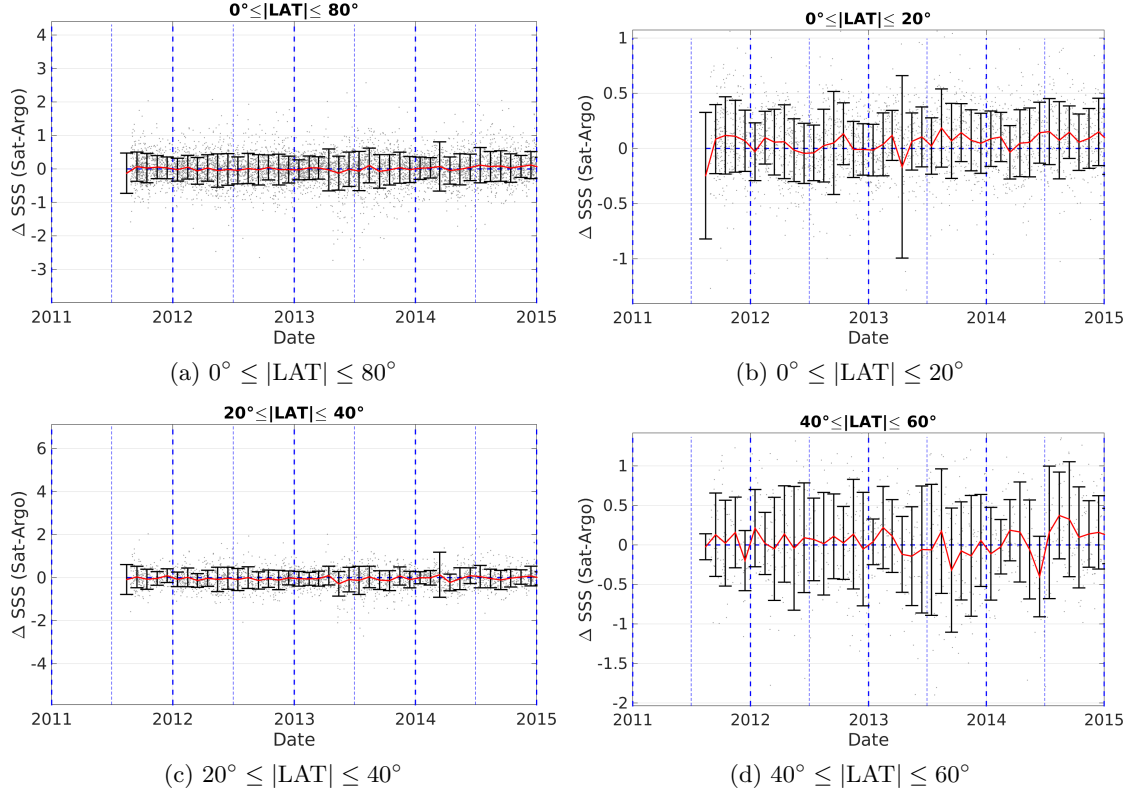 0°≤|LAT|≤ 80°
4
3
2
1
0
-1
-2
-3
Δ SSS (Sat-Argo)
2011 2012 2013 2014 2015
Date
(a) 0° ≤ |LAT| ≤ 80°
0°≤|LAT|≤ 20°
1
0.5
0
-0.5
-1
Δ SSS (Sat-Argo)
2011 2012 2013 2014 2015
Date
(b) 0° ≤ |LAT| ≤ 20°
20°≤|LAT|≤ 40°
6
4
2
0
-2
-4
Δ SSS (Sat-Argo)
2011 2012 2013 2014 2015
Date
(c) 20° ≤ |LAT| ≤ 40°
40°≤|LAT|≤ 60°
1
0.5
0
-0.5
-1
-1.5
-2
Δ SSS (Sat-Argo)
2011 2012 2013 2014 2015
Date
(d) 40° ≤ |LAT| ≤ 60°